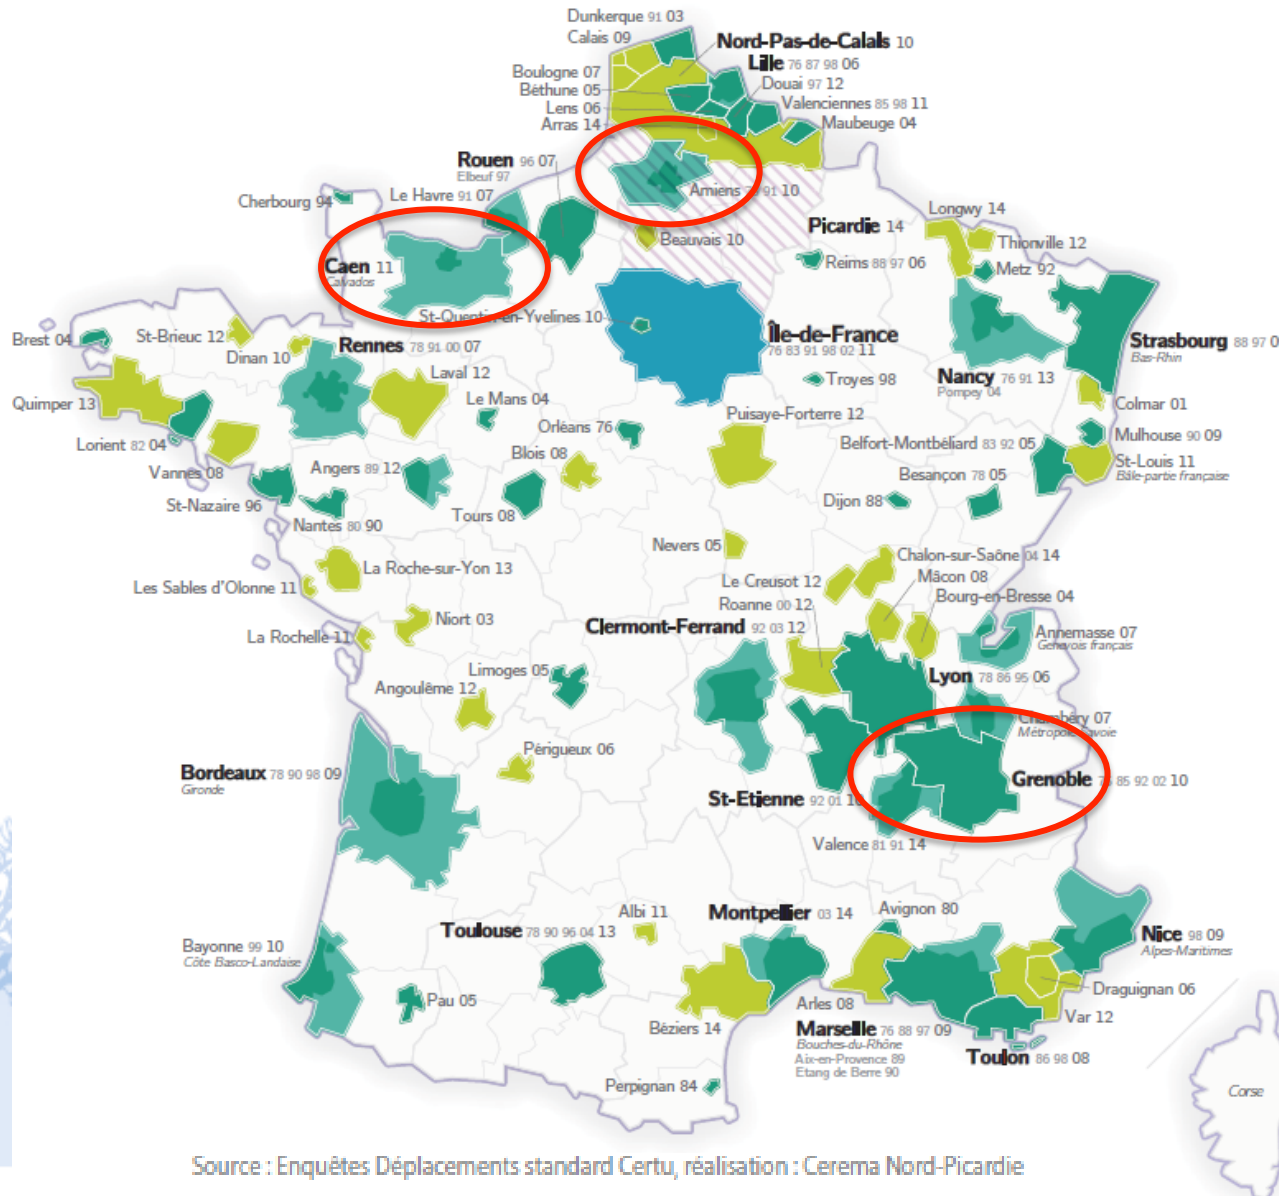 Dunkerque 91 03
Calais 09
Nord-Pas-de-Calais 10
Lille 76 87 98 06
Boulogne 07
Douai 97 12
Béthune 05
Valenciennes 85 98 11
Lens 06
Maubeuge 04
Arras 14
Rouen 96 07
Elbeuf 97
Amiens 91 10
Cherbourg 94
Le Havre 91 07
Longwy 14
Picardie 14
Beauvais 10
Thionville 12
Reims 88 97 06
Metz 92
Caen 11
Calvados
St-Quentin-en-Yvelines 10
Île-de-France
76 83 91 98 02 11
Brest 04
St-Brieuc 12
Dinan 10
Rennes 78 91 00 07
Strasbourg 88 97 0
Bas-Rhin
Laval 12
Troyes 98
Nancy 76 91 13
Pompey 04
Quimper 13
Le Mans 04
Colmar 01
Puisaye-Forterre 12
Orléans 76
Lorient 82 04
Belfort-Montbéliard 83 92 05
Mulhouse 90 09
Blois 08
St-Louis 11
Bâle-partie française
Vannes 08
Angers 89 12
Besançon 78 05
St-Nazaire 96
Tours 08
Dijon 88
Nantes 80 90
Nevers 05
Chalon-sur-Saône 04 14
La Roche-sur-Yon 13
Mâcon 08
Les Sables d'Olonne 11
Le Creusot 12
Bourg-en-Bresse 04
Roanne 00 12
Niort 03
Clermont-Ferrand 92 03 12
La Rochelle 11
Annemasse 07
Genevois français
Limoges 05
Lyon 78 86 95 06
Angoulême 12
Chambéry 07
Métropole Savoie
Périgueux 06
Bordeaux 78 90 98 09
Gironde
Grenoble 85 92 02 10
St-Etienne 92 01 10
Valence 81 91 14
Albi 11
Montpellier 03 14
Avignon 80
Toulouse 78 90 96 04 13
Nice 98 09
Alpes-Maritimes
Bayonne 99 10
Côte Basco-Landaise
Draguignan 06
Pau 05
Arles 08
Var 12
Béziers 14
Marseille 76 88 97 09
Bouches-du-Rhône
Aix-en-Provence 89
Etang de Berre 90
Toulon 86 98 08
Perpignan 84
Corse
Source : Enquêtes Déplacements standard Certu, réalisation : Cerema Nord-Picardie